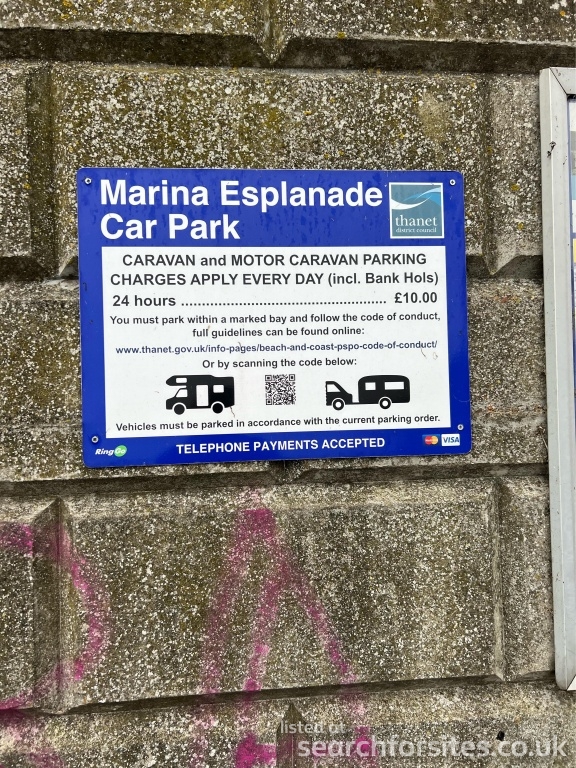 Marina Esplanade
Car Park
thanet
district council
CARAVAN and MOTOR CARAVAN PARKING
CHARGES APPLY EVERY DAY (incl. Bank Hols)
24 hours .................................................. £10.00
You must park within a marked bay and follow the code of conduct,
full guidelines can be found online:
www.thanet.gov.uk/info-pages/beach-and-coast-pspo-code-of-conduct/
Or by scanning the code below:
Vehicles must be parked in accordance with the current parking order.
RingGo
TELEPHONE PAYMENTS ACCEPTED
VISA
listed at
searchforsites.co.uk